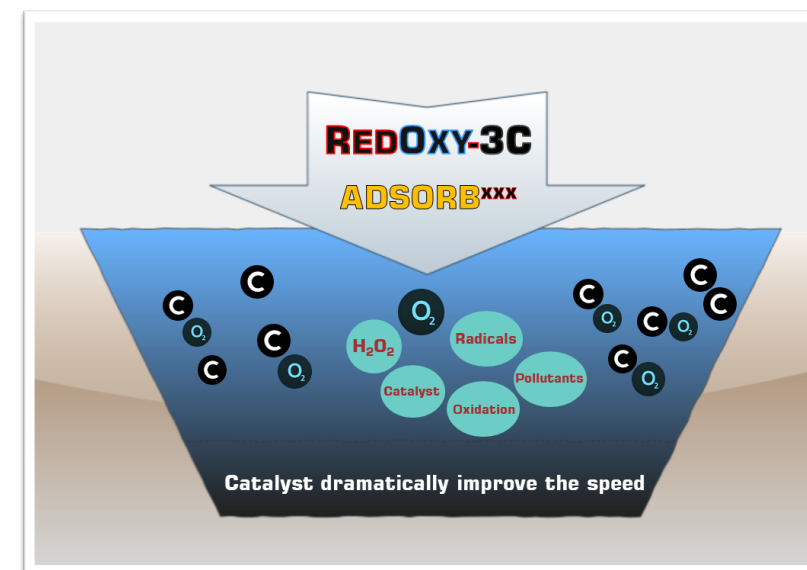 REDOXY-3C
ADSORBxxx
C
C
O₂
C
C
O₂
O₂
H₂O₂
Radicals
Catalyst
Pollutants
Oxidation
C
C
C
O₂
C
O₂
C
O₂
Catalyst dramatically improve the speed